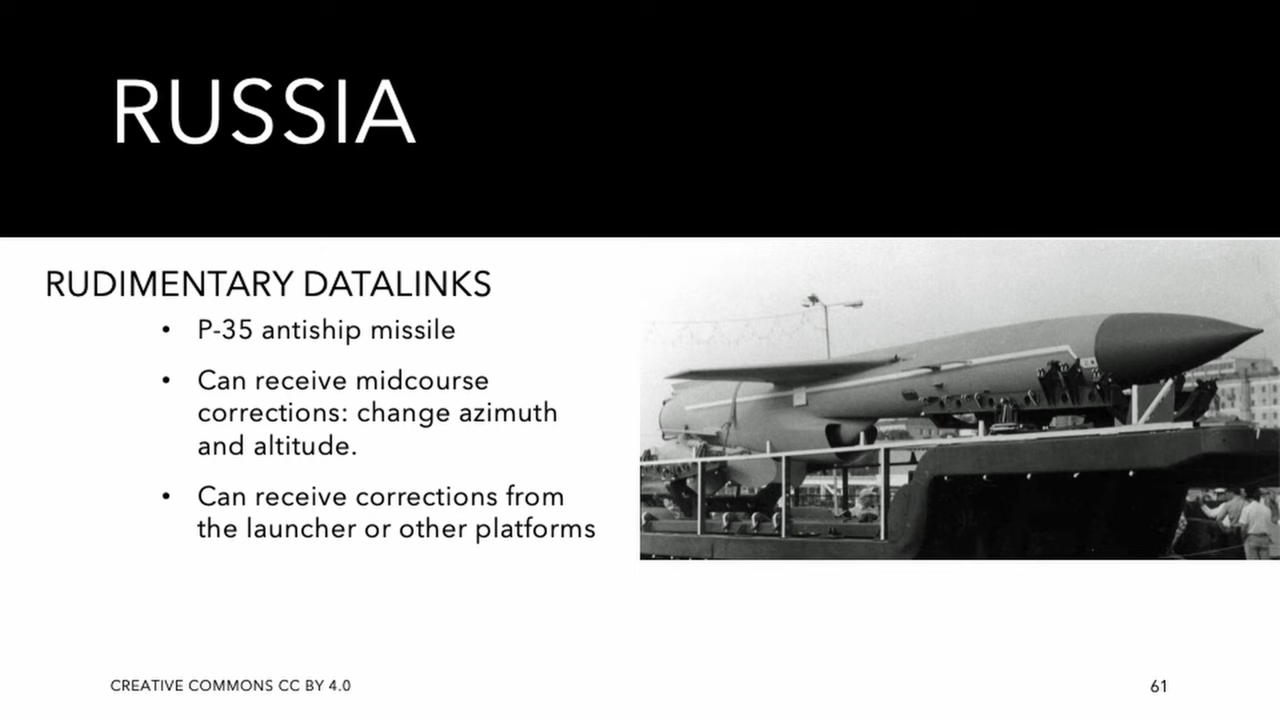 RUSSIA
RUDIMENTARY DATALINKS
• P-35 antiship missile
• Can receive midcourse
corrections: change azimuth
and altitude.
• Can receive corrections from
the launcher or other platforms
CREATIVE COMMONS CC BY 4.0
61